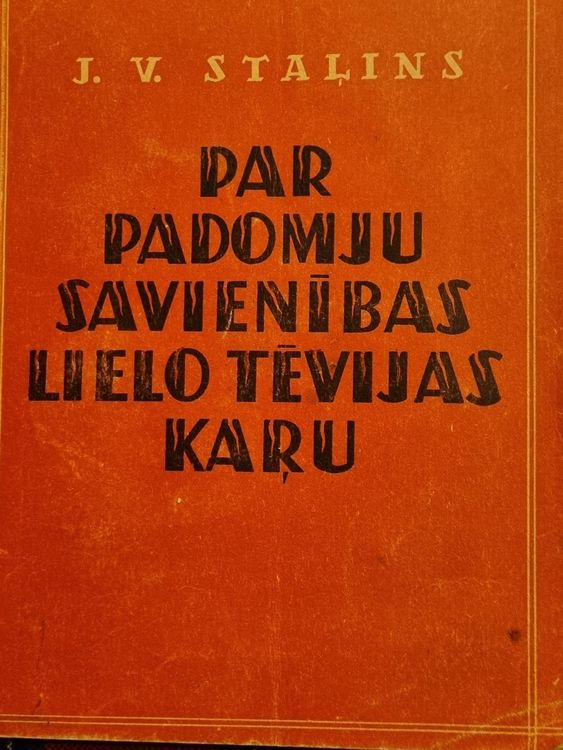 J. V. STAĻINS
PAR
PADOMJU
SAVIENĪBAS
LIELO TĒVIJAS
KAŖU